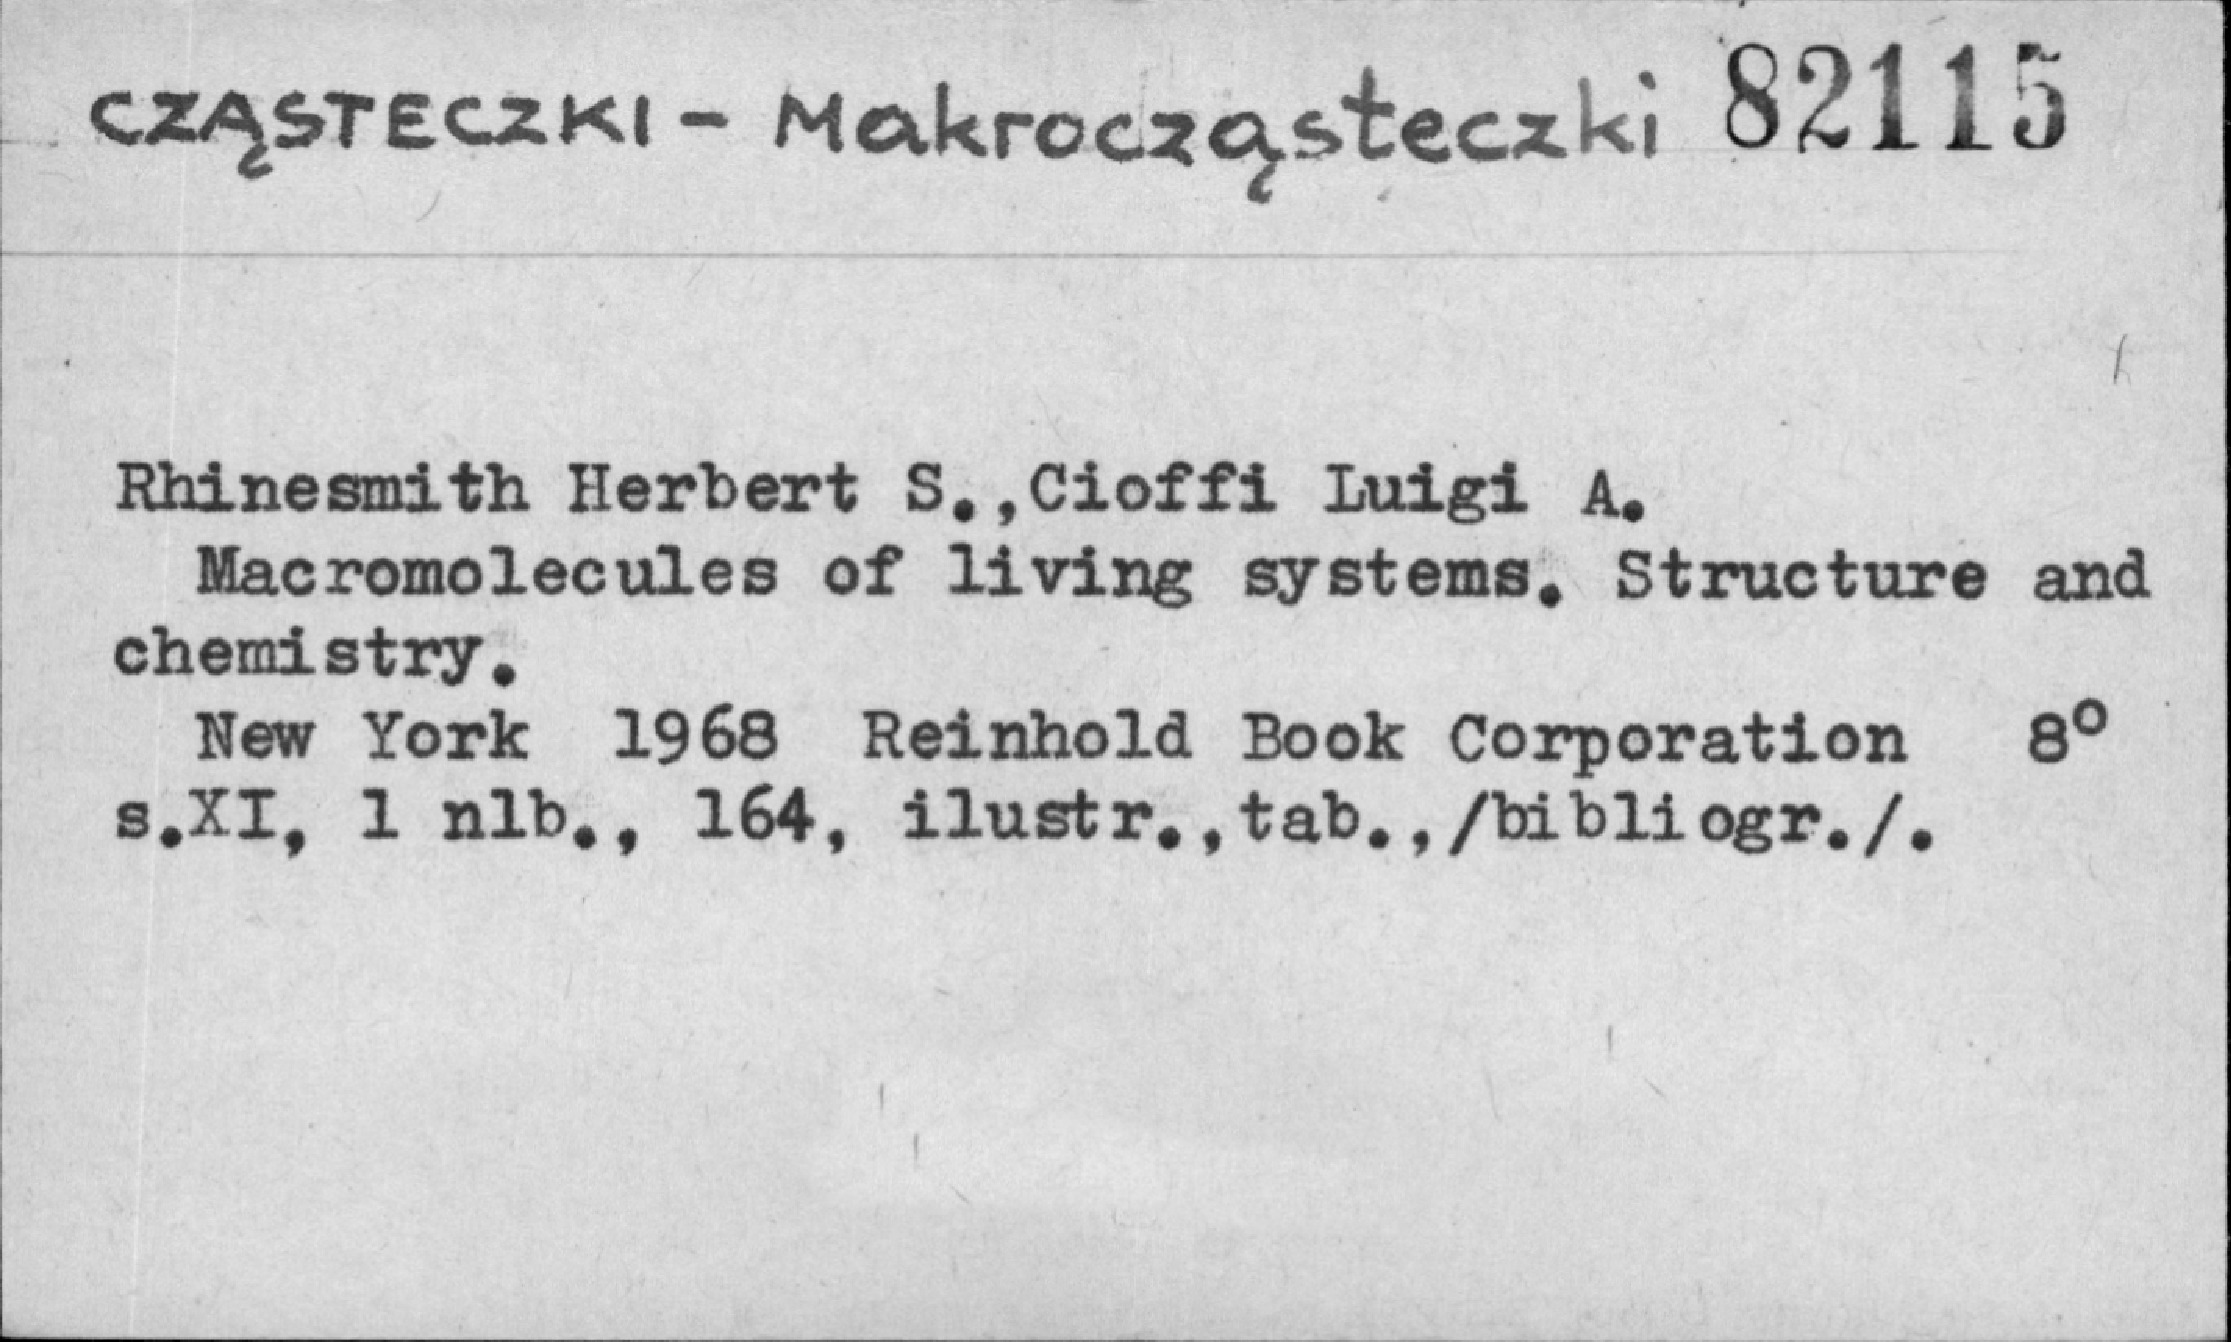 CZĄSTECZKI - Makrocząsteczki 82115
Rhinesmith Herbert S.,Cioffi Luigi A.
Macromolecules of living systems. Structure and
chemistry.
New York 1968 Reinhold Book Corporation 8°
s.XI, 1 nlb., 164, ilustr.,tab.,/bibliogr./.